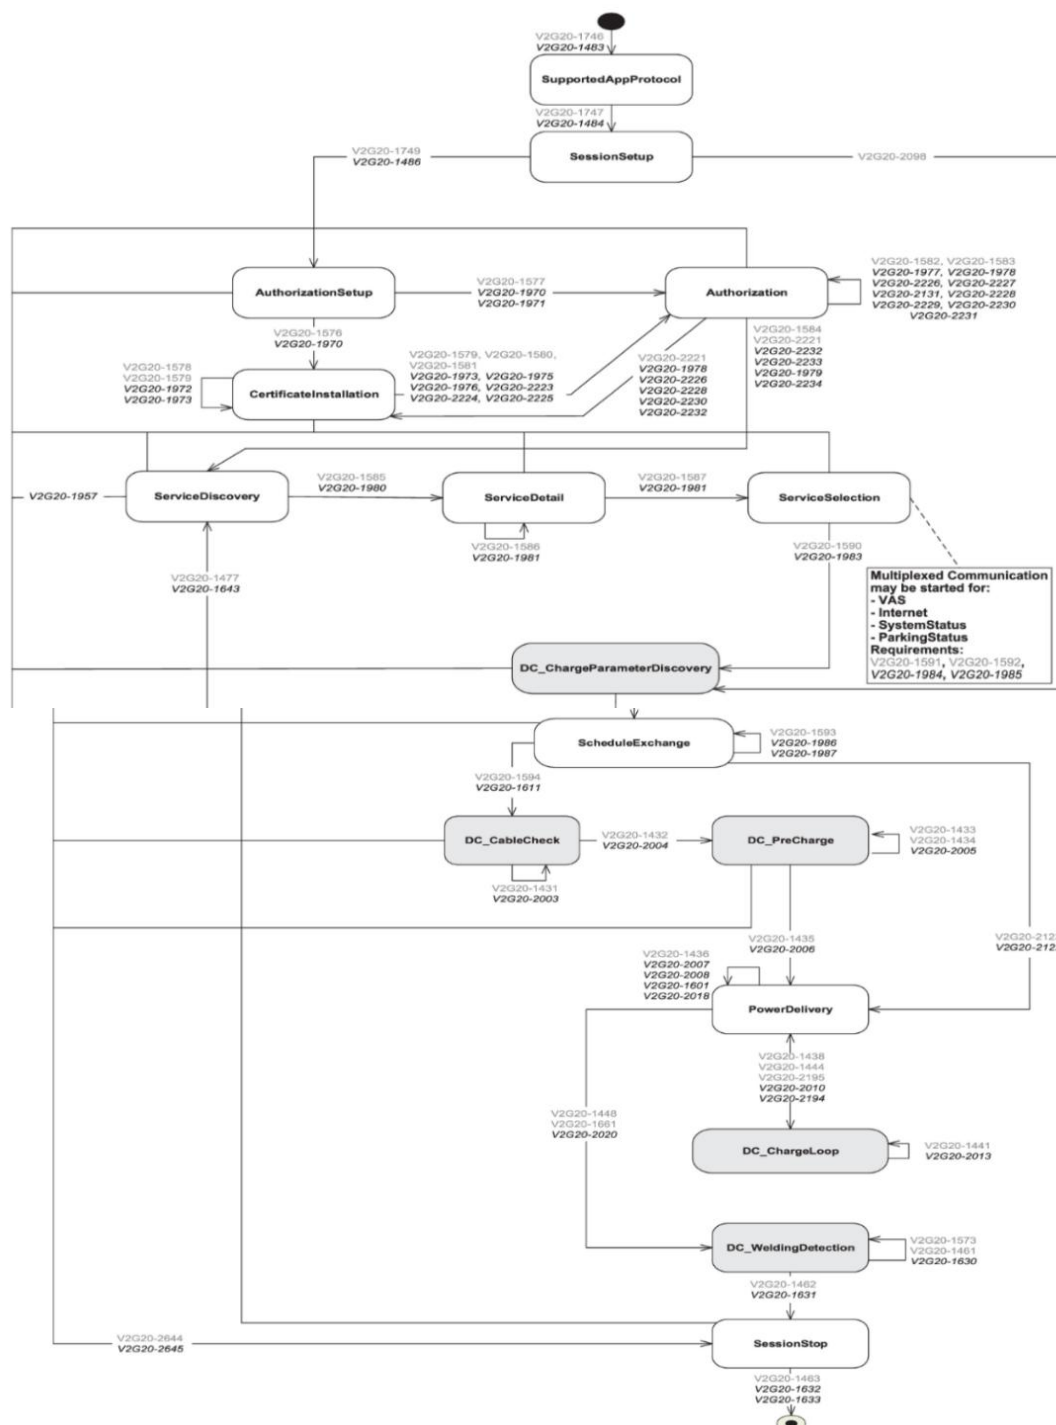 V2G20-1746
V2G20-1483
SupportedAppProtocol
V2G20-1747
V2G20-1484
SessionSetup
V2G20-1749
V2G20-1486
V2G20-2098
AuthorizationSetup
V2G20-1577
V2G20-1970
V2G20-1971
Authorization
V2G20-1582, V2G20-1583
V2G20-1977, V2G20-1978
V2G20-2226, V2G20-2227
V2G20-2131, V2G20-2228
V2G20-2229, V2G20-2230
V2G20-2231
V2G20-1576
V2G20-1970
V2G20-1578
V2G20-1579
V2G20-1972
V2G20-1973
CertificateInstallation
V2G20-1579, V2G20-1580,
V2G20-1581
V2G20-1973, V2G20-1975
V2G20-1976, V2G20-2223
V2G20-2224, V2G20-2225
V2G20-2221
V2G20-1978
V2G20-2226
V2G20-2228
V2G20-2230
V2G20-2232
V2G20-1584
V2G20-2221
V2G20-2232
V2G20-2233
V2G20-1979
V2G20-2234
V2G20-1957
ServiceDiscovery
V2G20-1585
V2G20-1980
ServiceDetail
V2G20-1587
V2G20-1981
ServiceSelection
V2G20-1586
V2G20-1981
V2G20-1590
V2G20-1983
V2G20-1477
V2G20-1643
Multiplexed Communication
may be started for:
- VAS
- Internet
- SystemStatus
- ParkingStatus
Requirements:
V2G20-1591, V2G20-1592,
V2G20-1984, V2G20-1985
DC_ChargeParameterDiscovery
ScheduleExchange
V2G20-1593
V2G20-1986
V2G20-1987
V2G20-1594
V2G20-1611
DC_CableCheck
V2G20-1432
V2G20-2004
DC_PreCharge
V2G20-1433
V2G20-1434
V2G20-2005
V2G20-1431
V2G20-2003
V2G20-1435
V2G20-2006
V2G20-1436
V2G20-2007
V2G20-2008
V2G20-1601
V2G20-2018
PowerDelivery
V2G20-1438
V2G20-1444
V2G20-2195
V2G20-2010
V2G20-2194
V2G20-1448
V2G20-1661
V2G20-2020
DC_ChargeLoop
V2G20-1441
V2G20-2013
DC_WeldingDetection
V2G20-1573
V2G20-1461
V2G20-1630
V2G20-1462
V2G20-1631
V2G20-2644
V2G20-2645
SessionStop
V2G20-1463
V2G20-1632
V2G20-1633